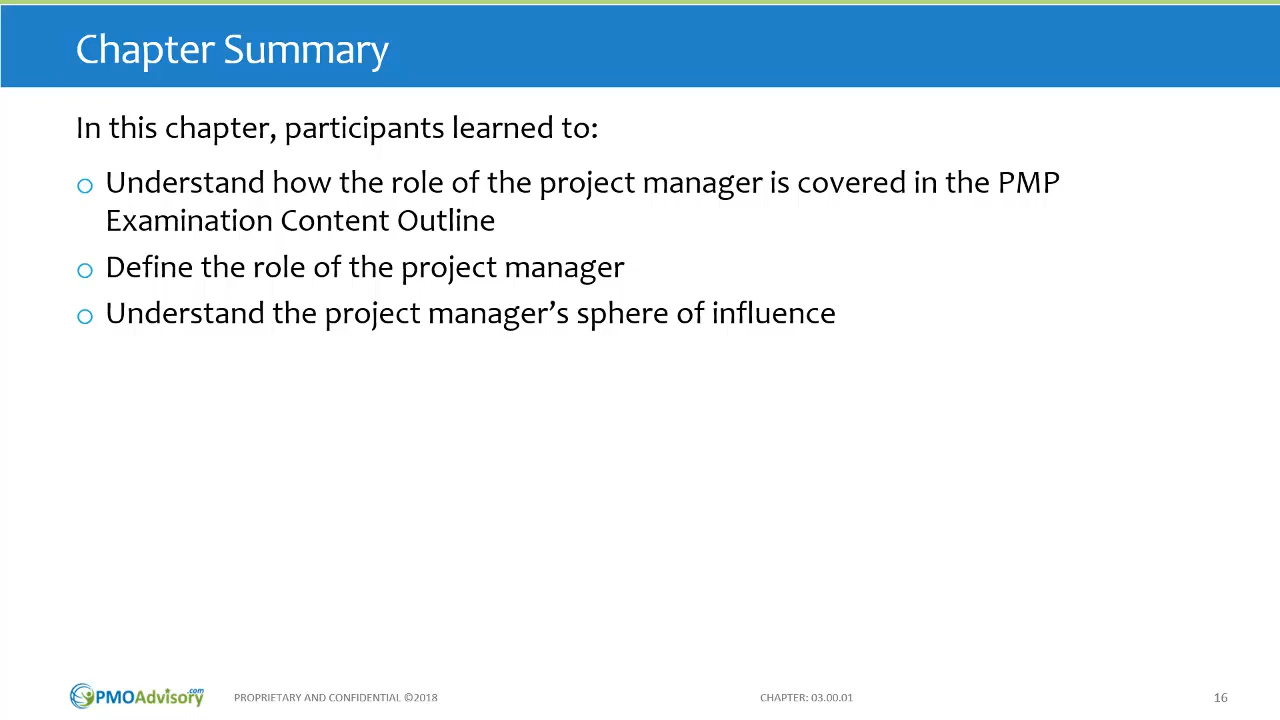 Chapter Summary
In this chapter, participants learned to:
Understand how the role of the project manager is covered in the PMP
Examination Content Outline
Define the role of the project manager
Understand the project manager’s sphere of influence
PMOAdvisory.com
PROPRIETARY AND CONFIDENTIAL ©2018
CHAPTER: 03.00.01
16